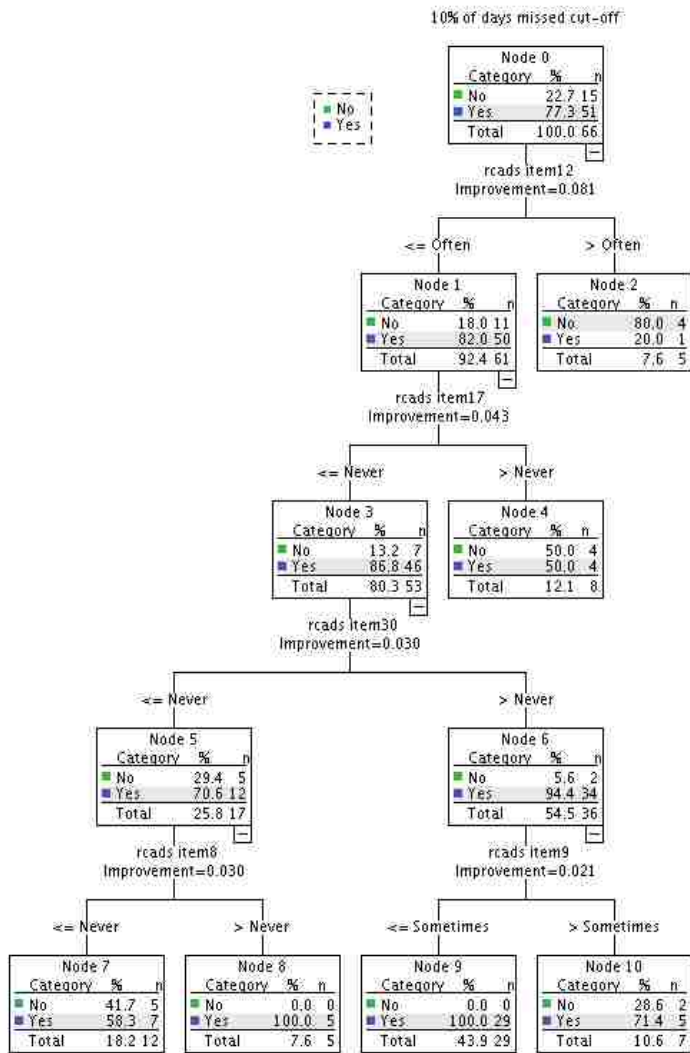 10% of days missed cut-off
Node 0
Category % n
No 22.7 15
Yes 77.3 51
Total 100.0 66
No
Yes
rcads item12
Improvement=0.081
<= Often > Often
Node 1
Category % n
No 18.0 11
Yes 82.0 50
Total 92.4 61
Node 2
Category % n
No 80.0 4
Yes 20.0 1
Total 7.6 5
rcads item17
Improvement=0.043
<= Never > Never
Node 3
Category % n
No 13.2 7
Yes 86.8 46
Total 80.3 53
Node 4
Category % n
No 50.0 4
Yes 50.0 4
Total 12.1 8
rcads item30
Improvement=0.030
<= Never > Never
Node 5
Category % n
No 29.4 5
Yes 70.6 12
Total 25.8 17
Node 6
Category % n
No 5.6 2
Yes 94.4 34
Total 54.5 36
rcads item8
Improvement=0.030
rcads item9
Improvement=0.021
<= Never > Never <= Sometimes > Sometimes
Node 7
Category % n
No 41.7 5
Yes 58.3 7
Total 18.2 12
Node 8
Category % n
No 0.0 0
Yes 100.0 5
Total 7.6 5
Node 9
Category % n
No 0.0 0
Yes 100.0 29
Total 43.9 29
Node 10
Category % n
No 28.6 2
Yes 71.4 5
Total 10.6 7